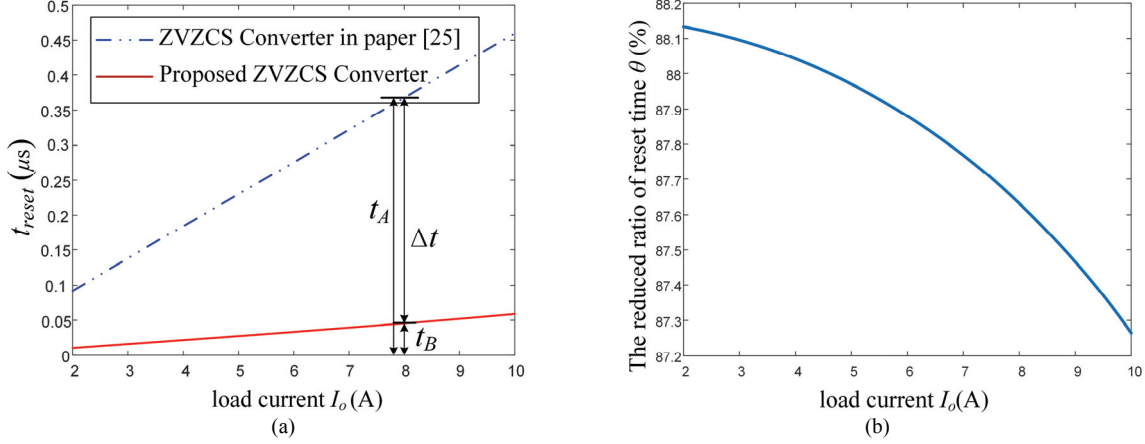 0.5
0.45
0.4
0.35
0.3
0.25
0.2
0.15
0.1
0.05
0
t_reset (μs)
ZVZCS Converter in paper [25]
Proposed ZVZCS Converter
t_A
Δt
t_B
2 3 4 5 6 7 8 9 10
load current I_o (A)
(a)
88.2
88.1
88
87.9
87.8
87.7
87.6
87.5
87.4
87.3
87.2
The reduced ratio of reset time θ (%)
2 3 4 5 6 7 8 9 10
load current I_o(A)
(b)